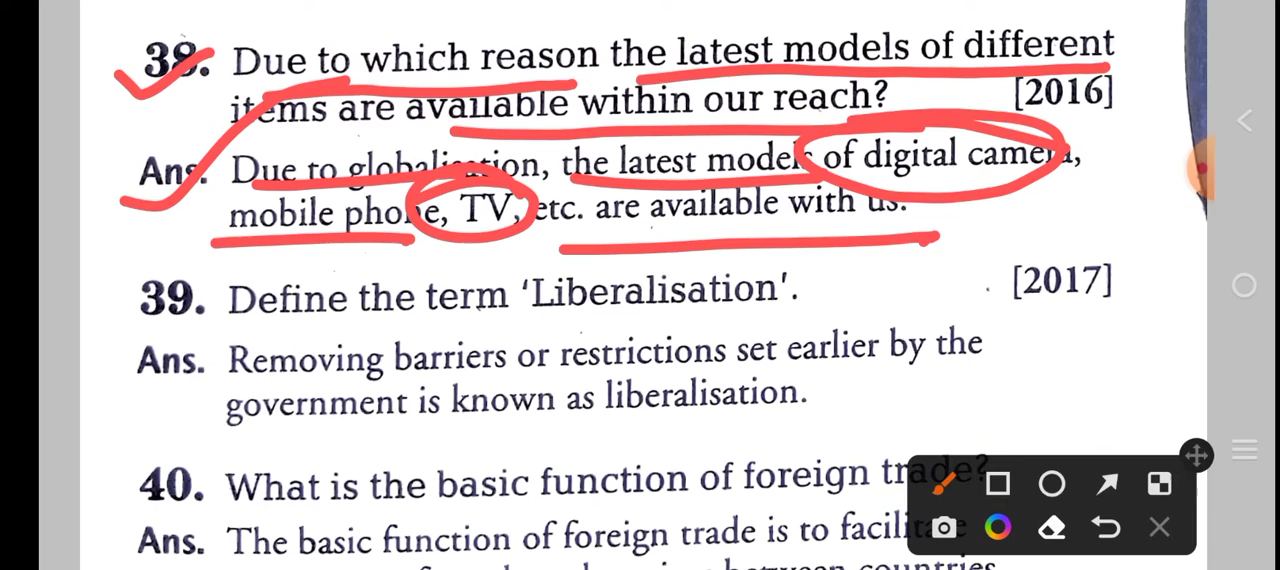 38. Due to which reason the latest models of different
items are available within our reach? [2016]
Ans. Due to globalisation, the latest models of digital camera,
mobile phone, TV, etc. are available with us.
39. Define the term 'Liberalisation'. [2017]
Ans. Removing barriers or restrictions set earlier by the
government is known as liberalisation.
40. What is the basic function of foreign trade?
Ans. The basic function of foreign trade is to
between countries